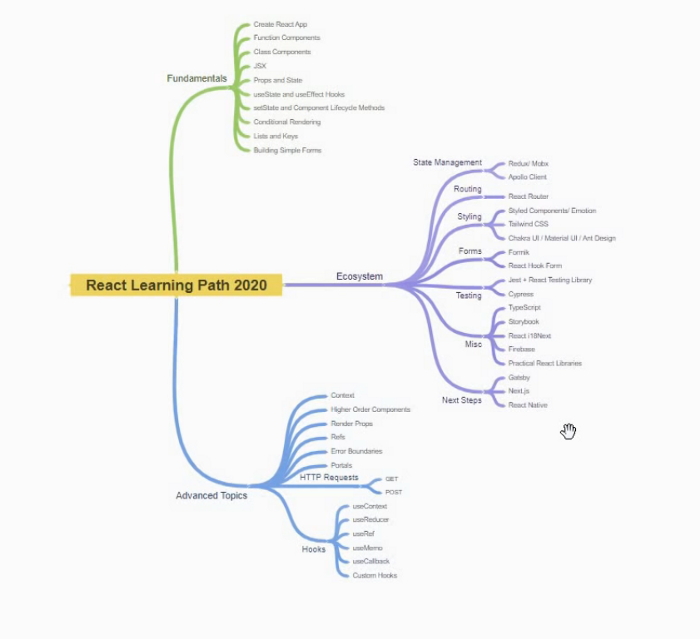 Create React App
Function Components
Class Components
JSX
Fundamentals
Props and State
useState and useEffect Hooks
setState and Component Lifecycle Methods
Conditional Rendering
Lists and Keys
Building Simple Forms
State Management
Redux/ Mobx
Apollo Client
Routing
React Router
Styling
Styled Components/ Emotion
Tailwind CSS
Chakra UI / Material UI / Ant Design
Forms
Formik
React Hook Form
React Learning Path 2020
Ecosystem
Testing
Jest + React Testing Library
Cypress
Misc
TypeScript
Storybook
React i18Next
Firebase
Practical React Libraries
Next Steps
Gatsby
Next.js
React Native
Advanced Topics
Context
Higher Order Components
Render Props
Refs
Error Boundaries
Portals
HTTP Requests
GET
POST
Hooks
useContext
useReducer
useRef
useMemo
useCallback
Custom Hooks